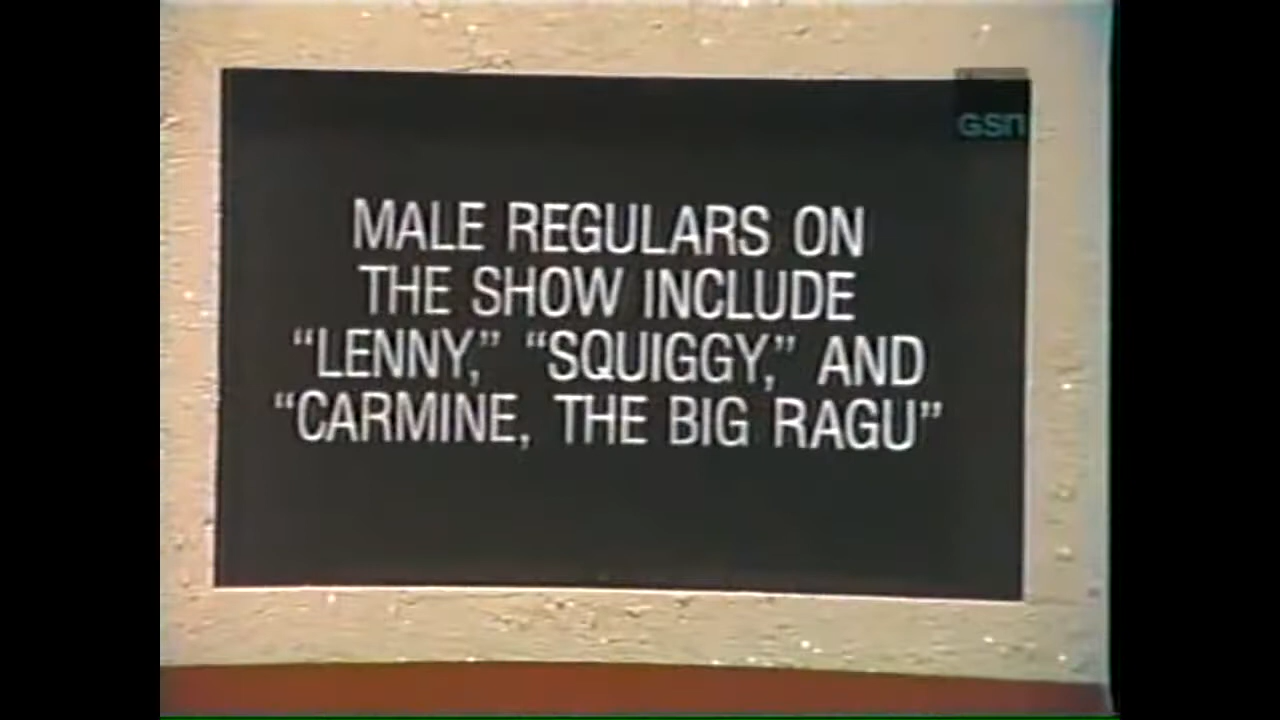 GSN
MALE REGULARS ON
THE SHOW INCLUDE
“LENNY,” “SQUIGGY,” AND
“CARMINE, THE BIG RAGU”